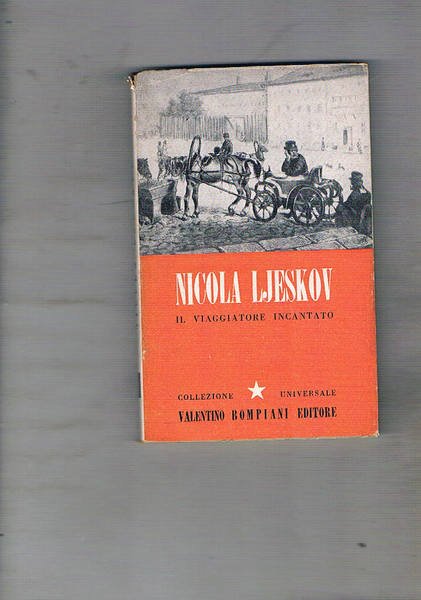 NICOLA LJESKOV
IL VIAGGIATORE INCANTATO
COLLEZIONE ★ UNIVERSALE
VALENTINO BOMPIANI EDITORE